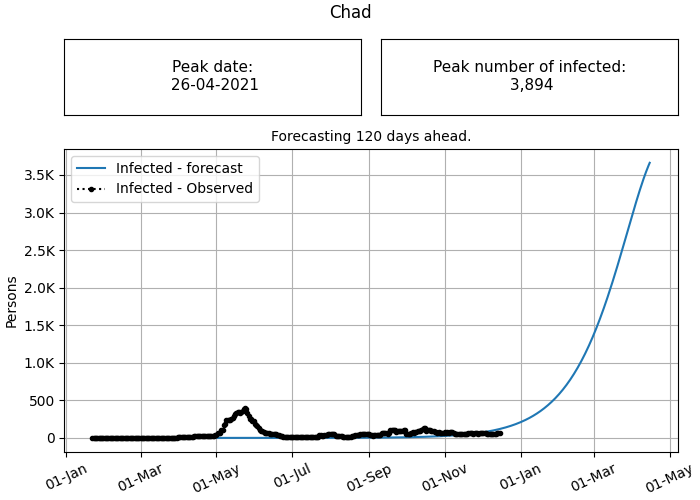 Chad
Peak date:
26-04-2021
Peak number of infected:
3,894
Forecasting 120 days ahead.
Infected - forecast
Infected - Observed
3.5K
3.0K
2.5K
2.0K
1.5K
1.0K
500
0
Persons
01-Jan
01-Mar
01-May
01-Jul
01-Sep
01-Nov
01-Jan
01-Mar
01-May